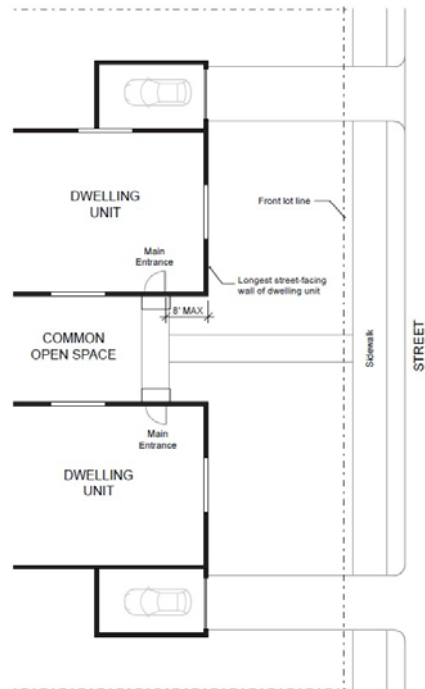 DWELLING
UNIT
Front lot line
Main
Entrance
Longest street-facing
wall of dwelling unit
8' MAX
COMMON
OPEN SPACE
Sidewalk
STREET
Main
Entrance
DWELLING
UNIT